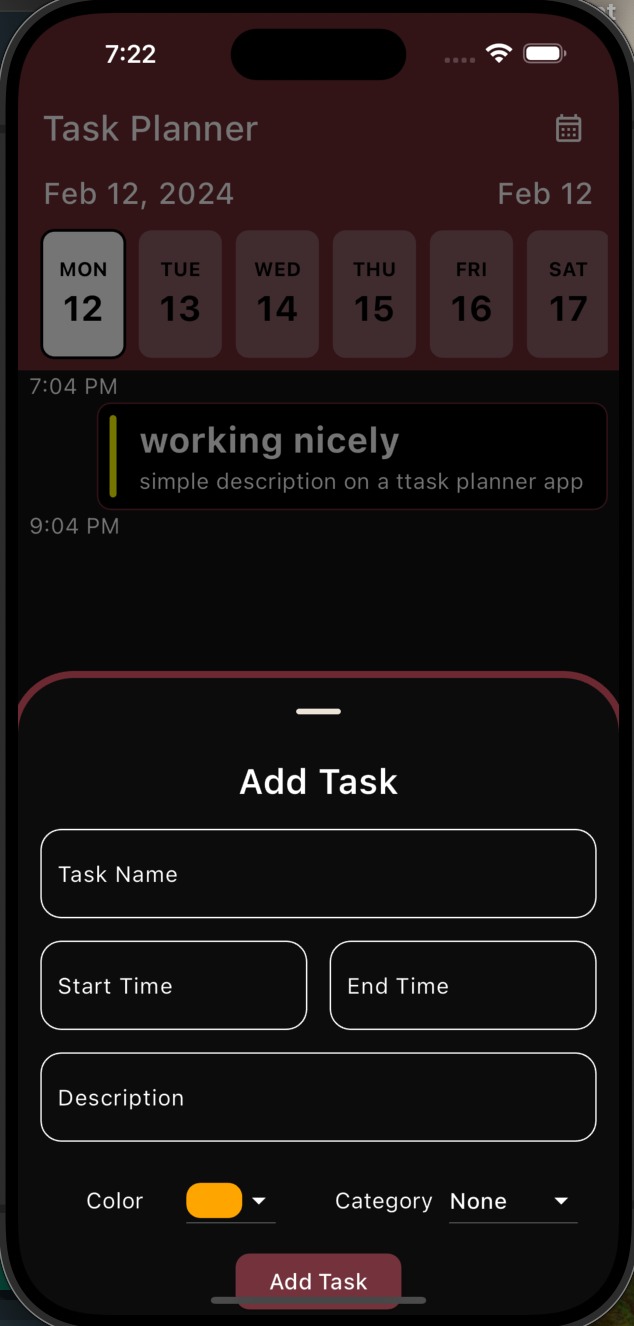 7:22
Task Planner
Feb 12, 2024 Feb 12
MON TUE WED THU FRI SAT
12 13 14 15 16 17
7:04 PM
working nicely
simple description on a ttask planner app
9:04 PM
Add Task
Task Name
Start Time End Time
Description
Color Category None
Add Task